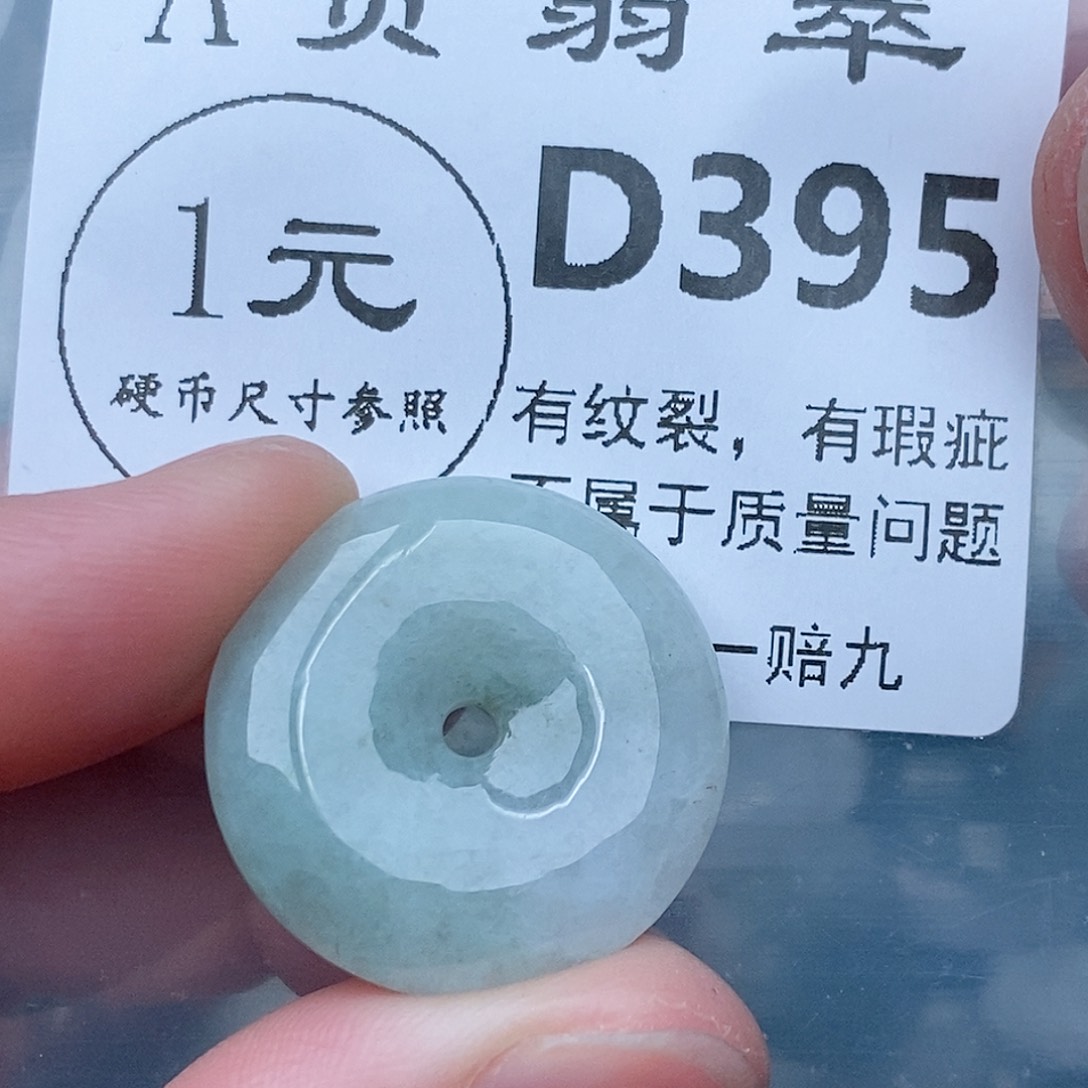 A货翡翠
1元
硬币尺寸参照
D395
有纹裂，有瑕疵
不属于质量问题
一赔九